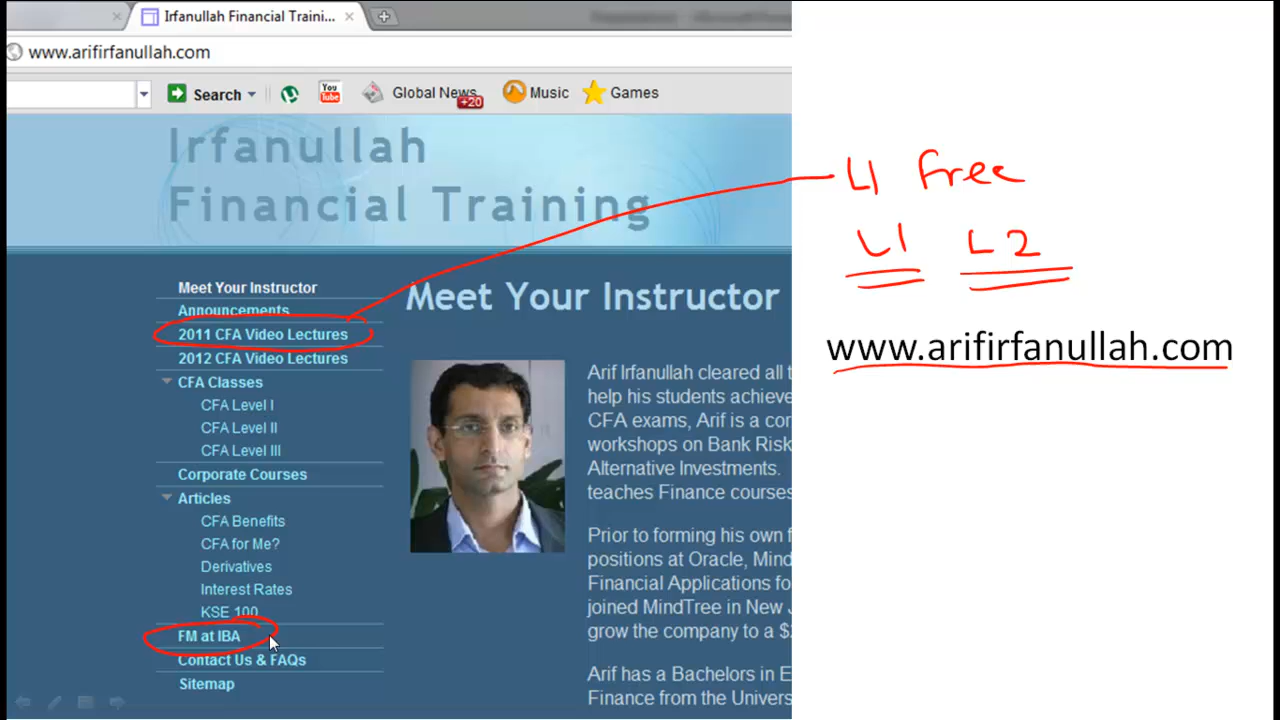 Irfanullah Financial Traini...
www.arifirfanullah.com
Search
You
Tube
Global News
+20
Music
Games
Irfanullah
Financial Training
Meet Your Instructor
Announcements
2011 CFA Video Lectures
2012 CFA Video Lectures
CFA Classes
CFA Level I
CFA Level II
CFA Level III
Corporate Courses
Articles
CFA Benefits
CFA for Me?
Derivatives
Interest Rates
KSE 100
FM at IBA
Contact Us & FAQs
Sitemap
Meet Your Instructor
Arif Irfanullah cleared all t
help his students achieve
CFA exams, Arif is a cor
workshops on Bank Risk
Alternative Investments.
teaches Finance courses
Prior to forming his own f
positions at Oracle, Mind
Financial Applications fo
joined MindTree in New J
grow the company to a $
Arif has a Bachelors in E
Finance from the Univers
L1 Free
L1 L2
www.arifirfanullah.com